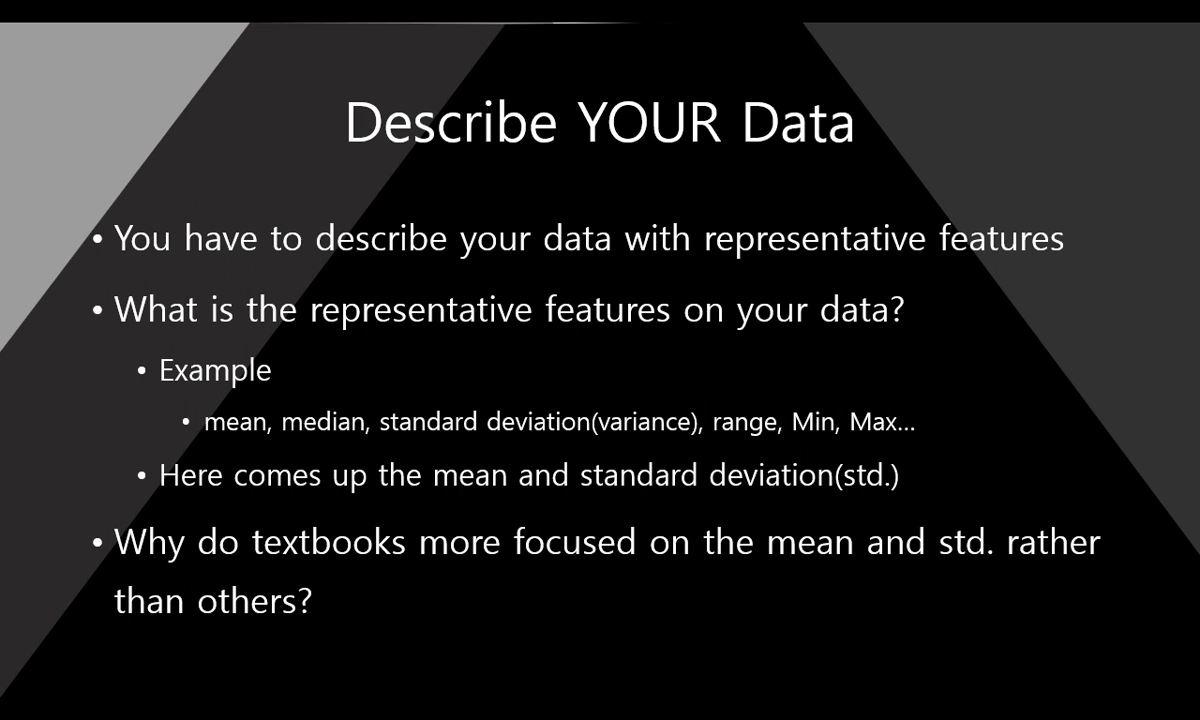 Describe YOUR Data
• You have to describe your data with representative features
• What is the representative features on your data?
• Example
• mean, median, standard deviation(variance), range, Min, Max...
• Here comes up the mean and standard deviation(std.)
• Why do textbooks more focused on the mean and std. rather
than others?